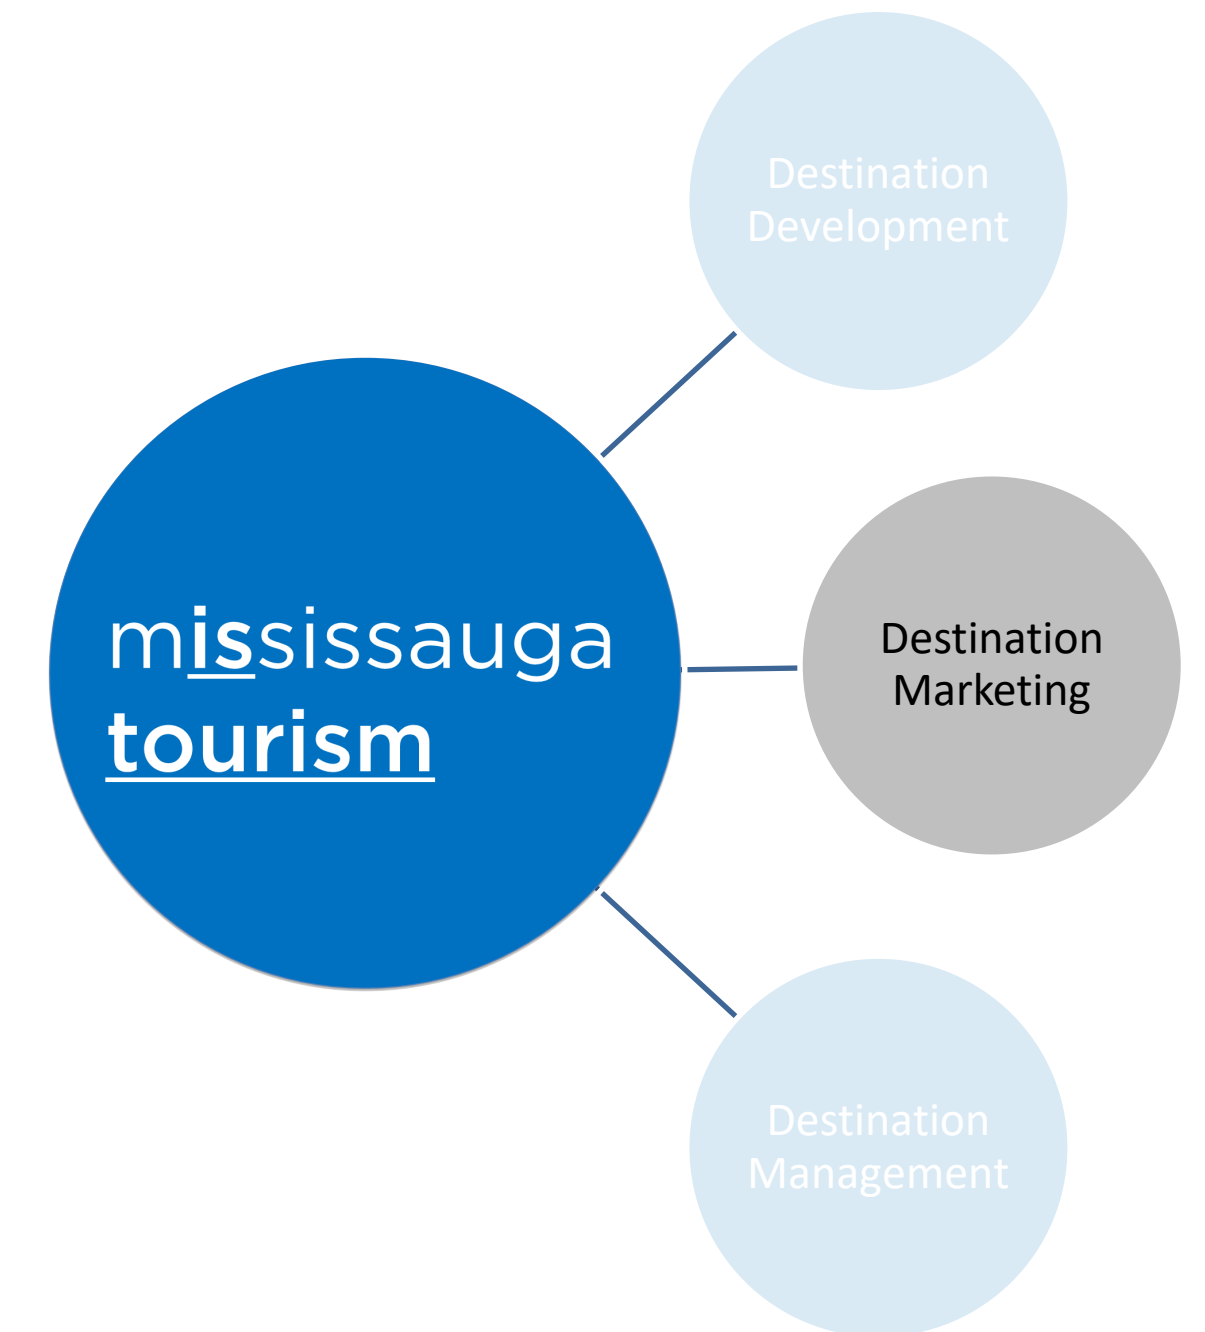 Destination
Development
mississauga
tourism
Destination
Marketing
Destination
Management